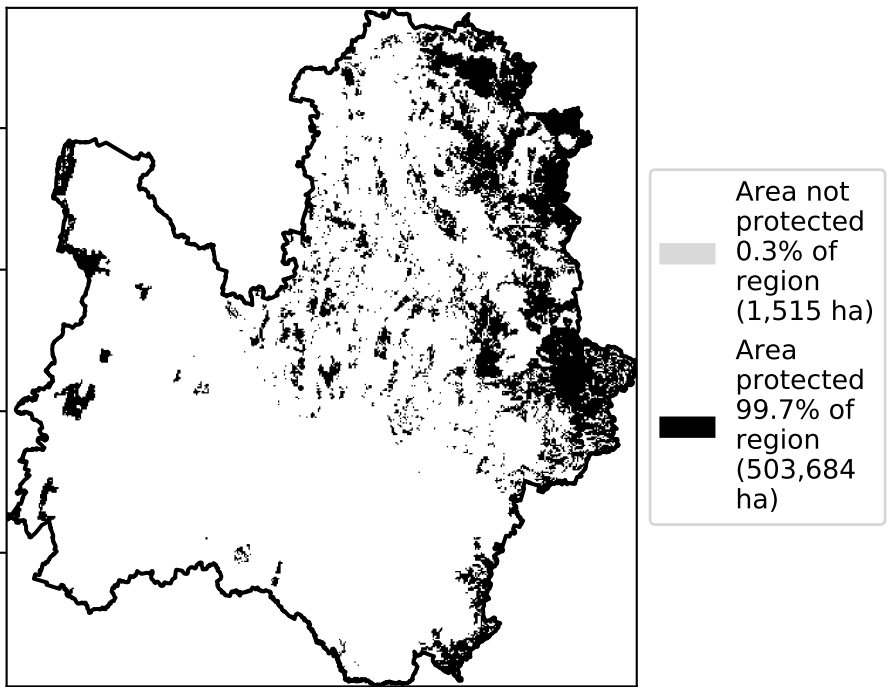 Area not
protected
0.3% of
region
(1,515 ha)
Area
protected
99.7% of
region
(503,684
ha)